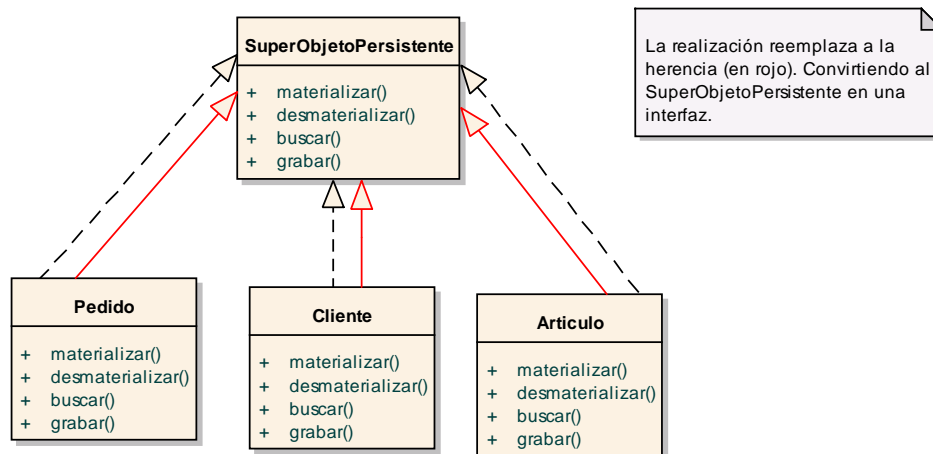 SuperObjetoPersistente
+ materializar()
+ desmaterializar()
+ buscar()
+ grabar()
La realización reemplaza a la
herencia (en rojo). Convirtiendo al
SuperObjetoPersistente en una
interfaz.
Pedido
+ materializar()
+ desmaterializar()
+ buscar()
+ grabar()
Cliente
+ materializar()
+ desmaterializar()
+ buscar()
+ grabar()
Articulo
+ materializar()
+ desmaterializar()
+ buscar()
+ grabar()